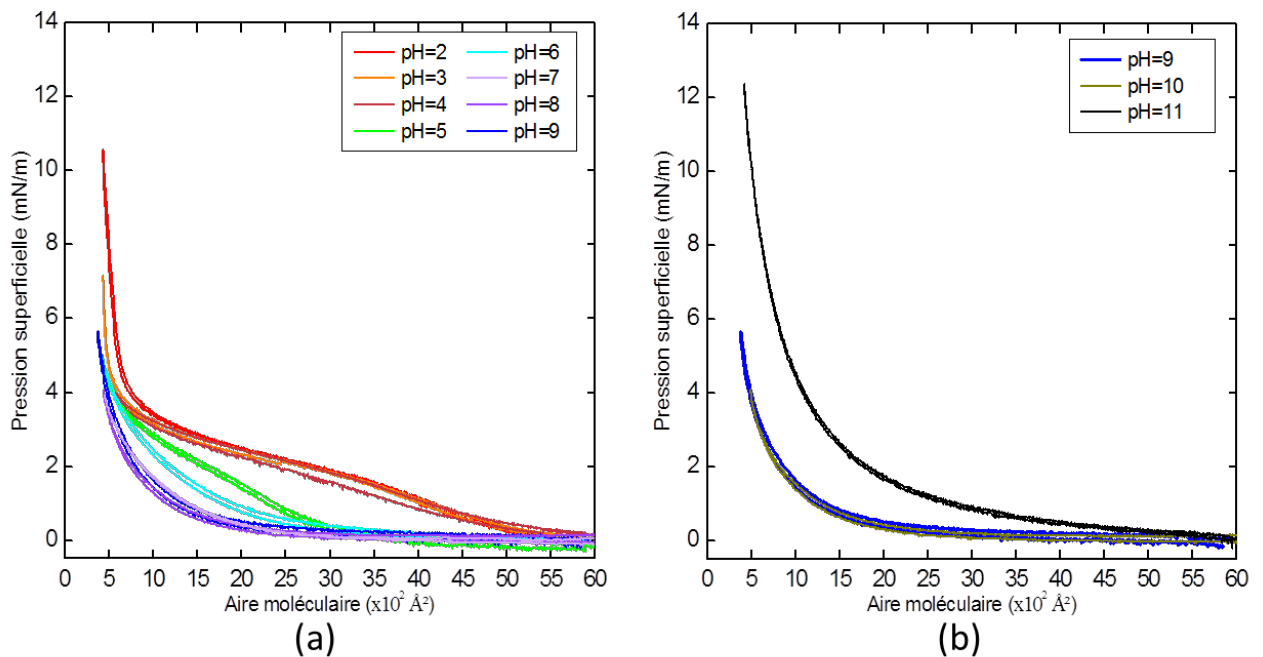 14
12
10
8
6
4
2
0
Pression superficielle (mN/m)
pH=2
pH=3
pH=4
pH=5
pH=6
pH=7
pH=8
pH=9
0 5 10 15 20 25 30 35 40 45 50 55 60
Aire moléculaire (x10² Å²)
(a)
14
12
10
8
6
4
2
0
Pression superficielle (mN/m)
pH=9
pH=10
pH=11
0 5 10 15 20 25 30 35 40 45 50 55 60
Aire moléculaire (x10² Å²)
(b)